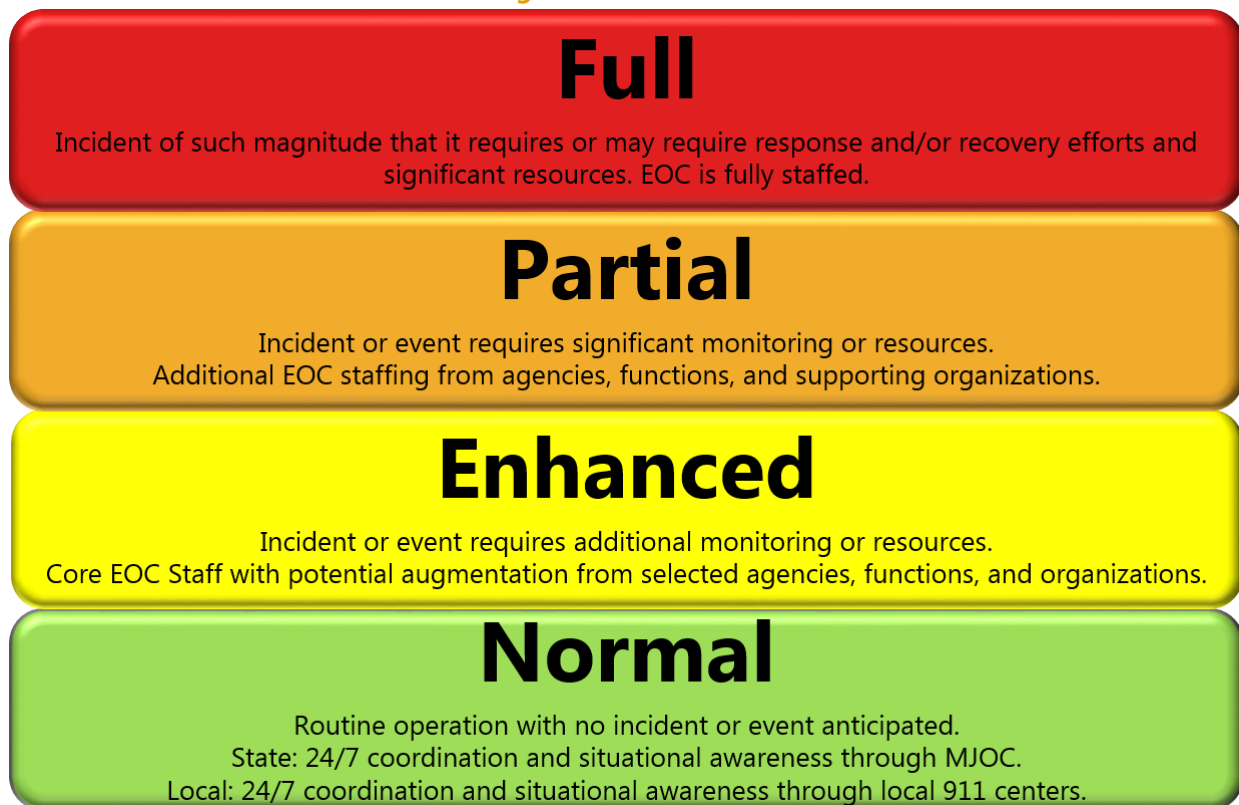 Full
Incident of such magnitude that it requires or may require response and/or recovery efforts and
significant resources. EOC is fully staffed.
Partial
Incident or event requires significant monitoring or resources.
Additional EOC staffing from agencies, functions, and supporting organizations.
Enhanced
Incident or event requires additional monitoring or resources.
Core EOC Staff with potential augmentation from selected agencies, functions, and organizations.
Normal
Routine operation with no incident or event anticipated.
State: 24/7 coordination and situational awareness through MJOC.
Local: 24/7 coordination and situational awareness through local 911 centers.